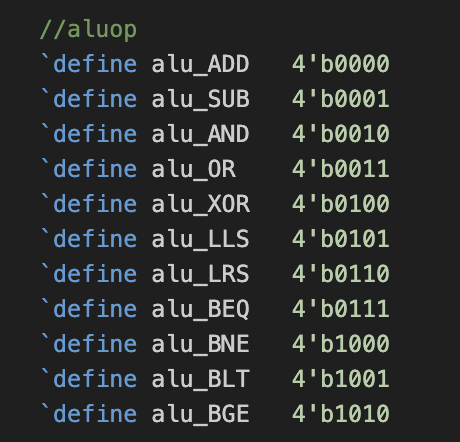 //aluop
`define alu_ADD   4'b0000
`define alu_SUB   4'b0001
`define alu_AND   4'b0010
`define alu_OR    4'b0011
`define alu_XOR   4'b0100
`define alu_LLS   4'b0101
`define alu_LRS   4'b0110
`define alu_BEQ   4'b0111
`define alu_BNE   4'b1000
`define alu_BLT   4'b1001
`define alu_BGE   4'b1010